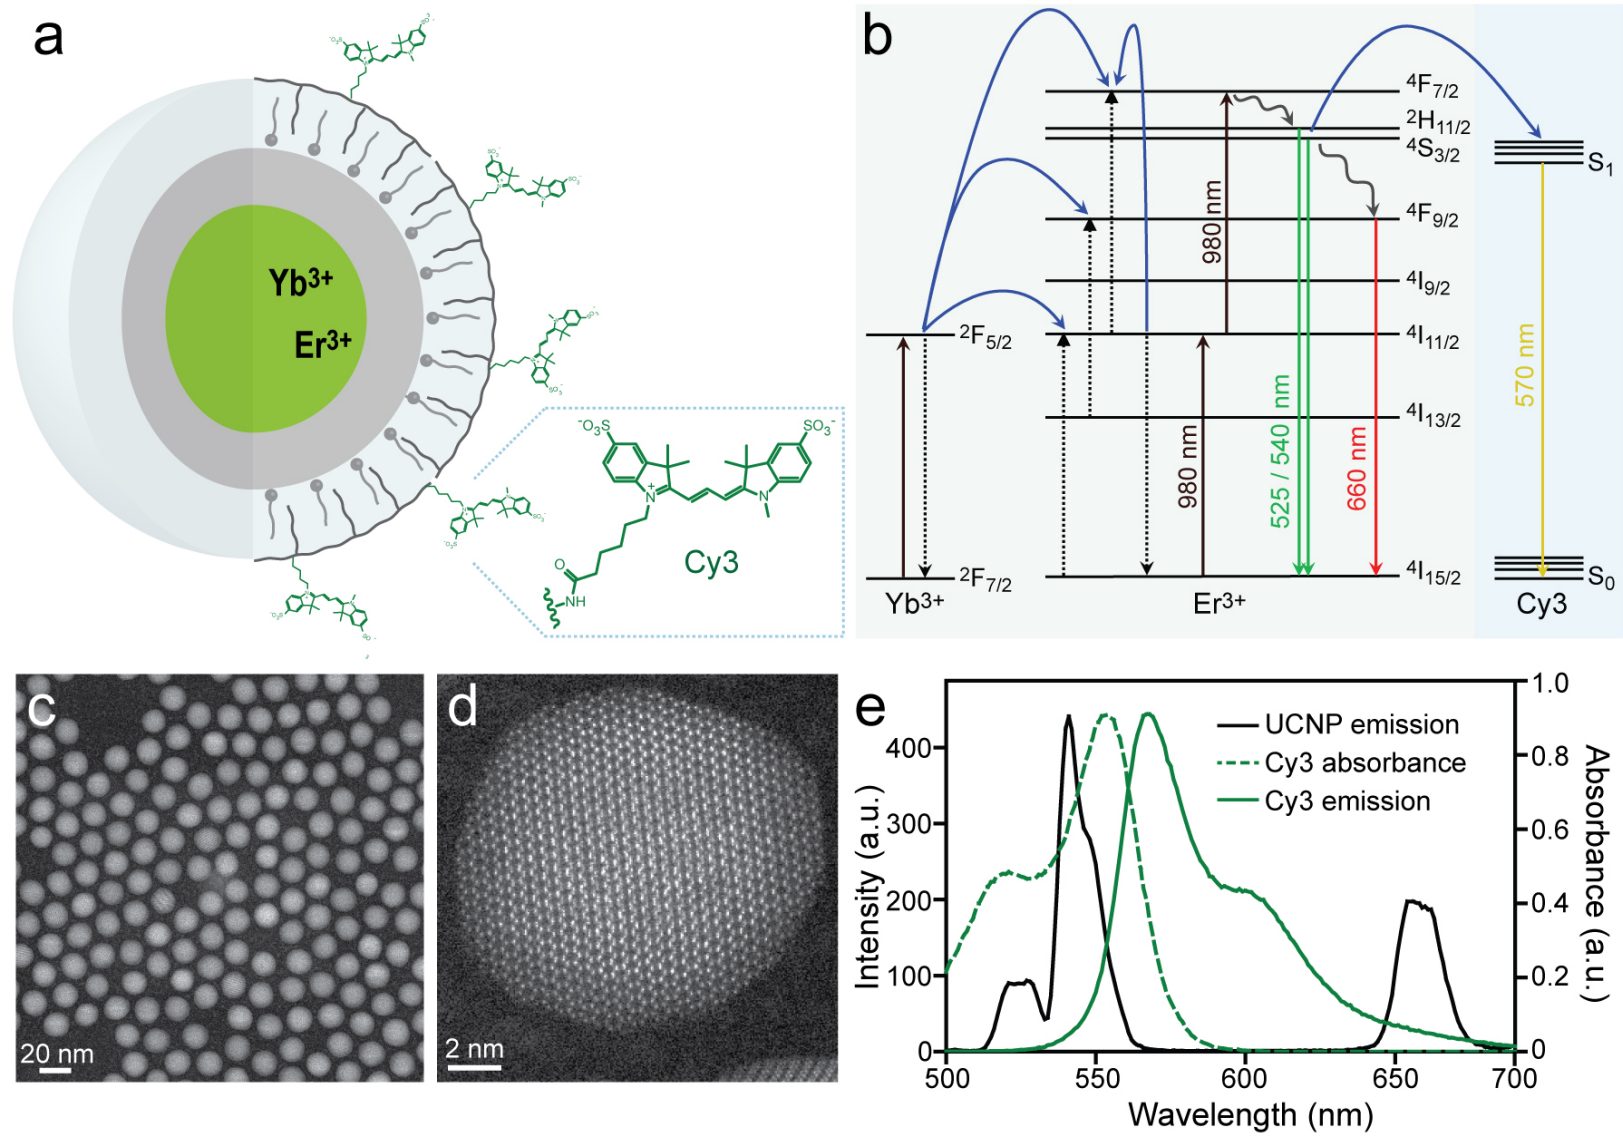 a
SO₃⁻
N
⁻O₃S
SO₃⁻
N
+
N
O
NH
Cy3
Yb³⁺
Er³⁺
b
⁴F₇/₂
²H₁₁/₂
⁴S₃/₂
⁴F₉/₂
⁴I₉/₂
⁴I₁₁/₂
⁴I₁₃/₂
⁴I₁₅/₂
²F₅/₂
²F₇/₂
980 nm
980 nm
525 / 540 nm
660 nm
570 nm
S₁
S₀
Yb³⁺
Er³⁺
Cy3
c
20 nm
d
2 nm
e
UCNP emission
Cy3 absorbance
Cy3 emission
Intensity (a.u.)
400
300
200
100
0
1.0
0.8
0.6
0.4
0.2
0
Absorbance (a.u.)
500
550
600
650
700
Wavelength (nm)